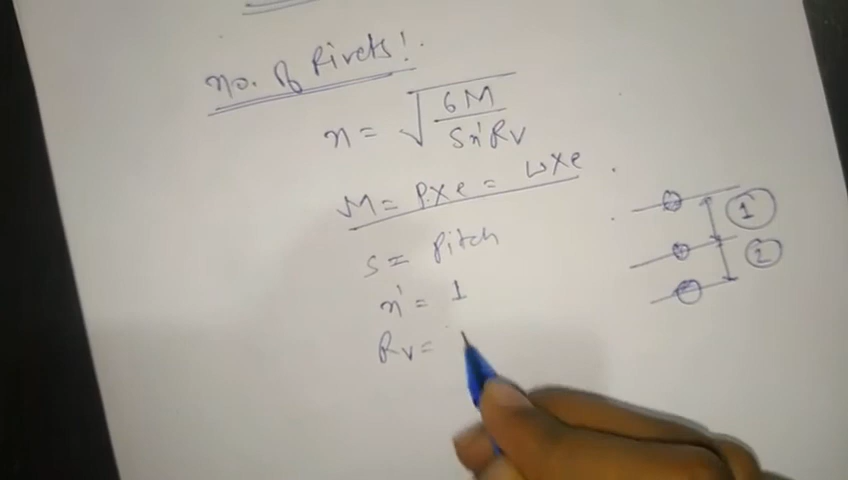 no. of Rivets!
n = √ 6M / Sn'Rv
M = P×e = w×e
S = Pitch
n' = 1
Rv =
1
2